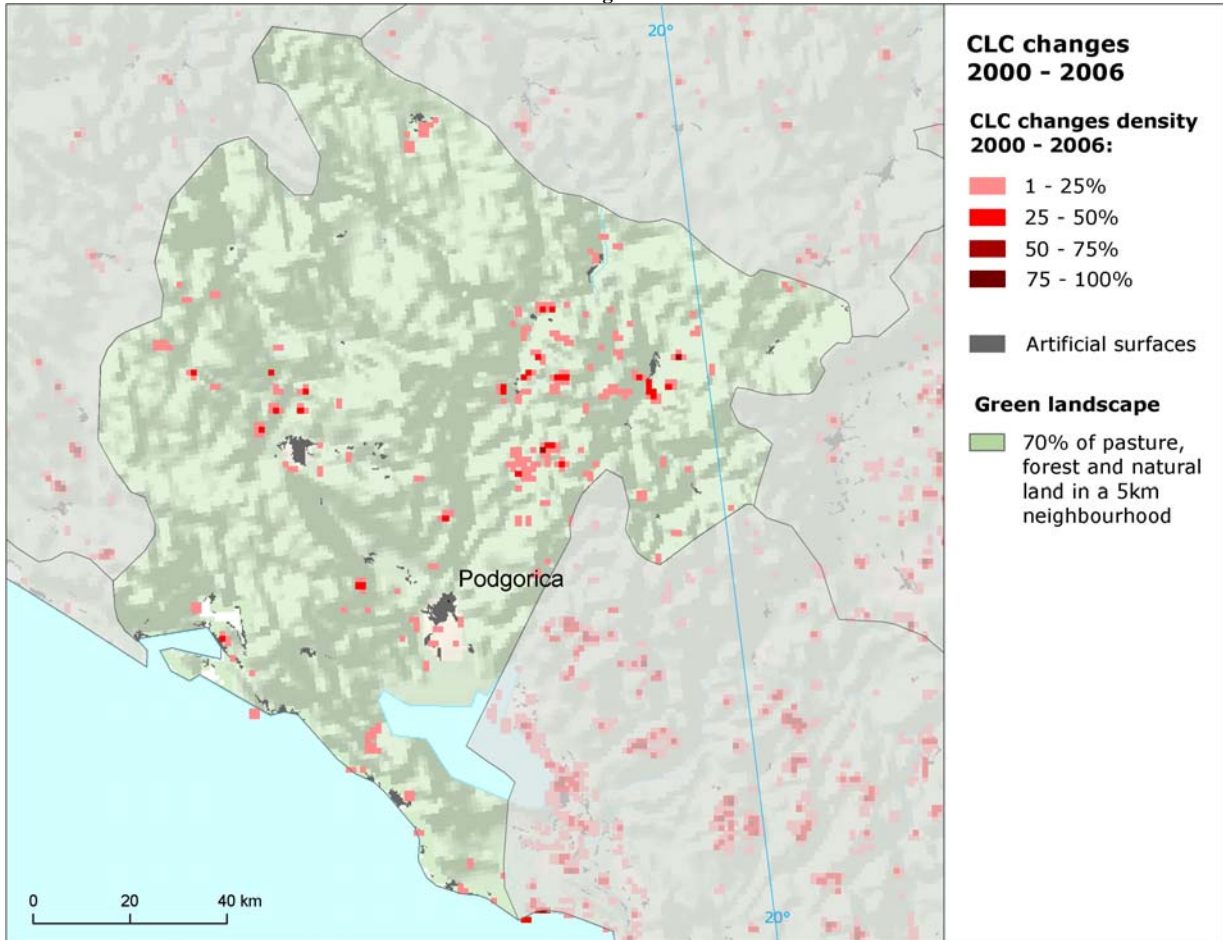 20°
CLC changes
2000 - 2006
CLC changes density
2000 - 2006:
1 - 25%
25 - 50%
50 - 75%
75 - 100%
Artificial surfaces
Green landscape
70% of pasture,
forest and natural
land in a 5km
neighbourhood
Podgorica
0 20 40 km
20°